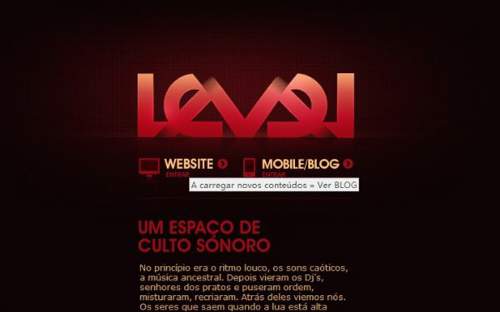 LEVEL
WEBSITE
ENTRAR
MOBILE/BLOG
ENTRAR
A carregar novos conteúdos = Ver BLOG
UM ESPAÇO DE
CULTO SÓNORO
No princípio era o ritmo louco, os sons caóticos,
a música ancestral. Depois vieram os Dj's,
senhores dos pratos e puseram ordem,
misturaram, recriaram. Atrás deles viemos nós.
Os seres que saem quando a lua está alta